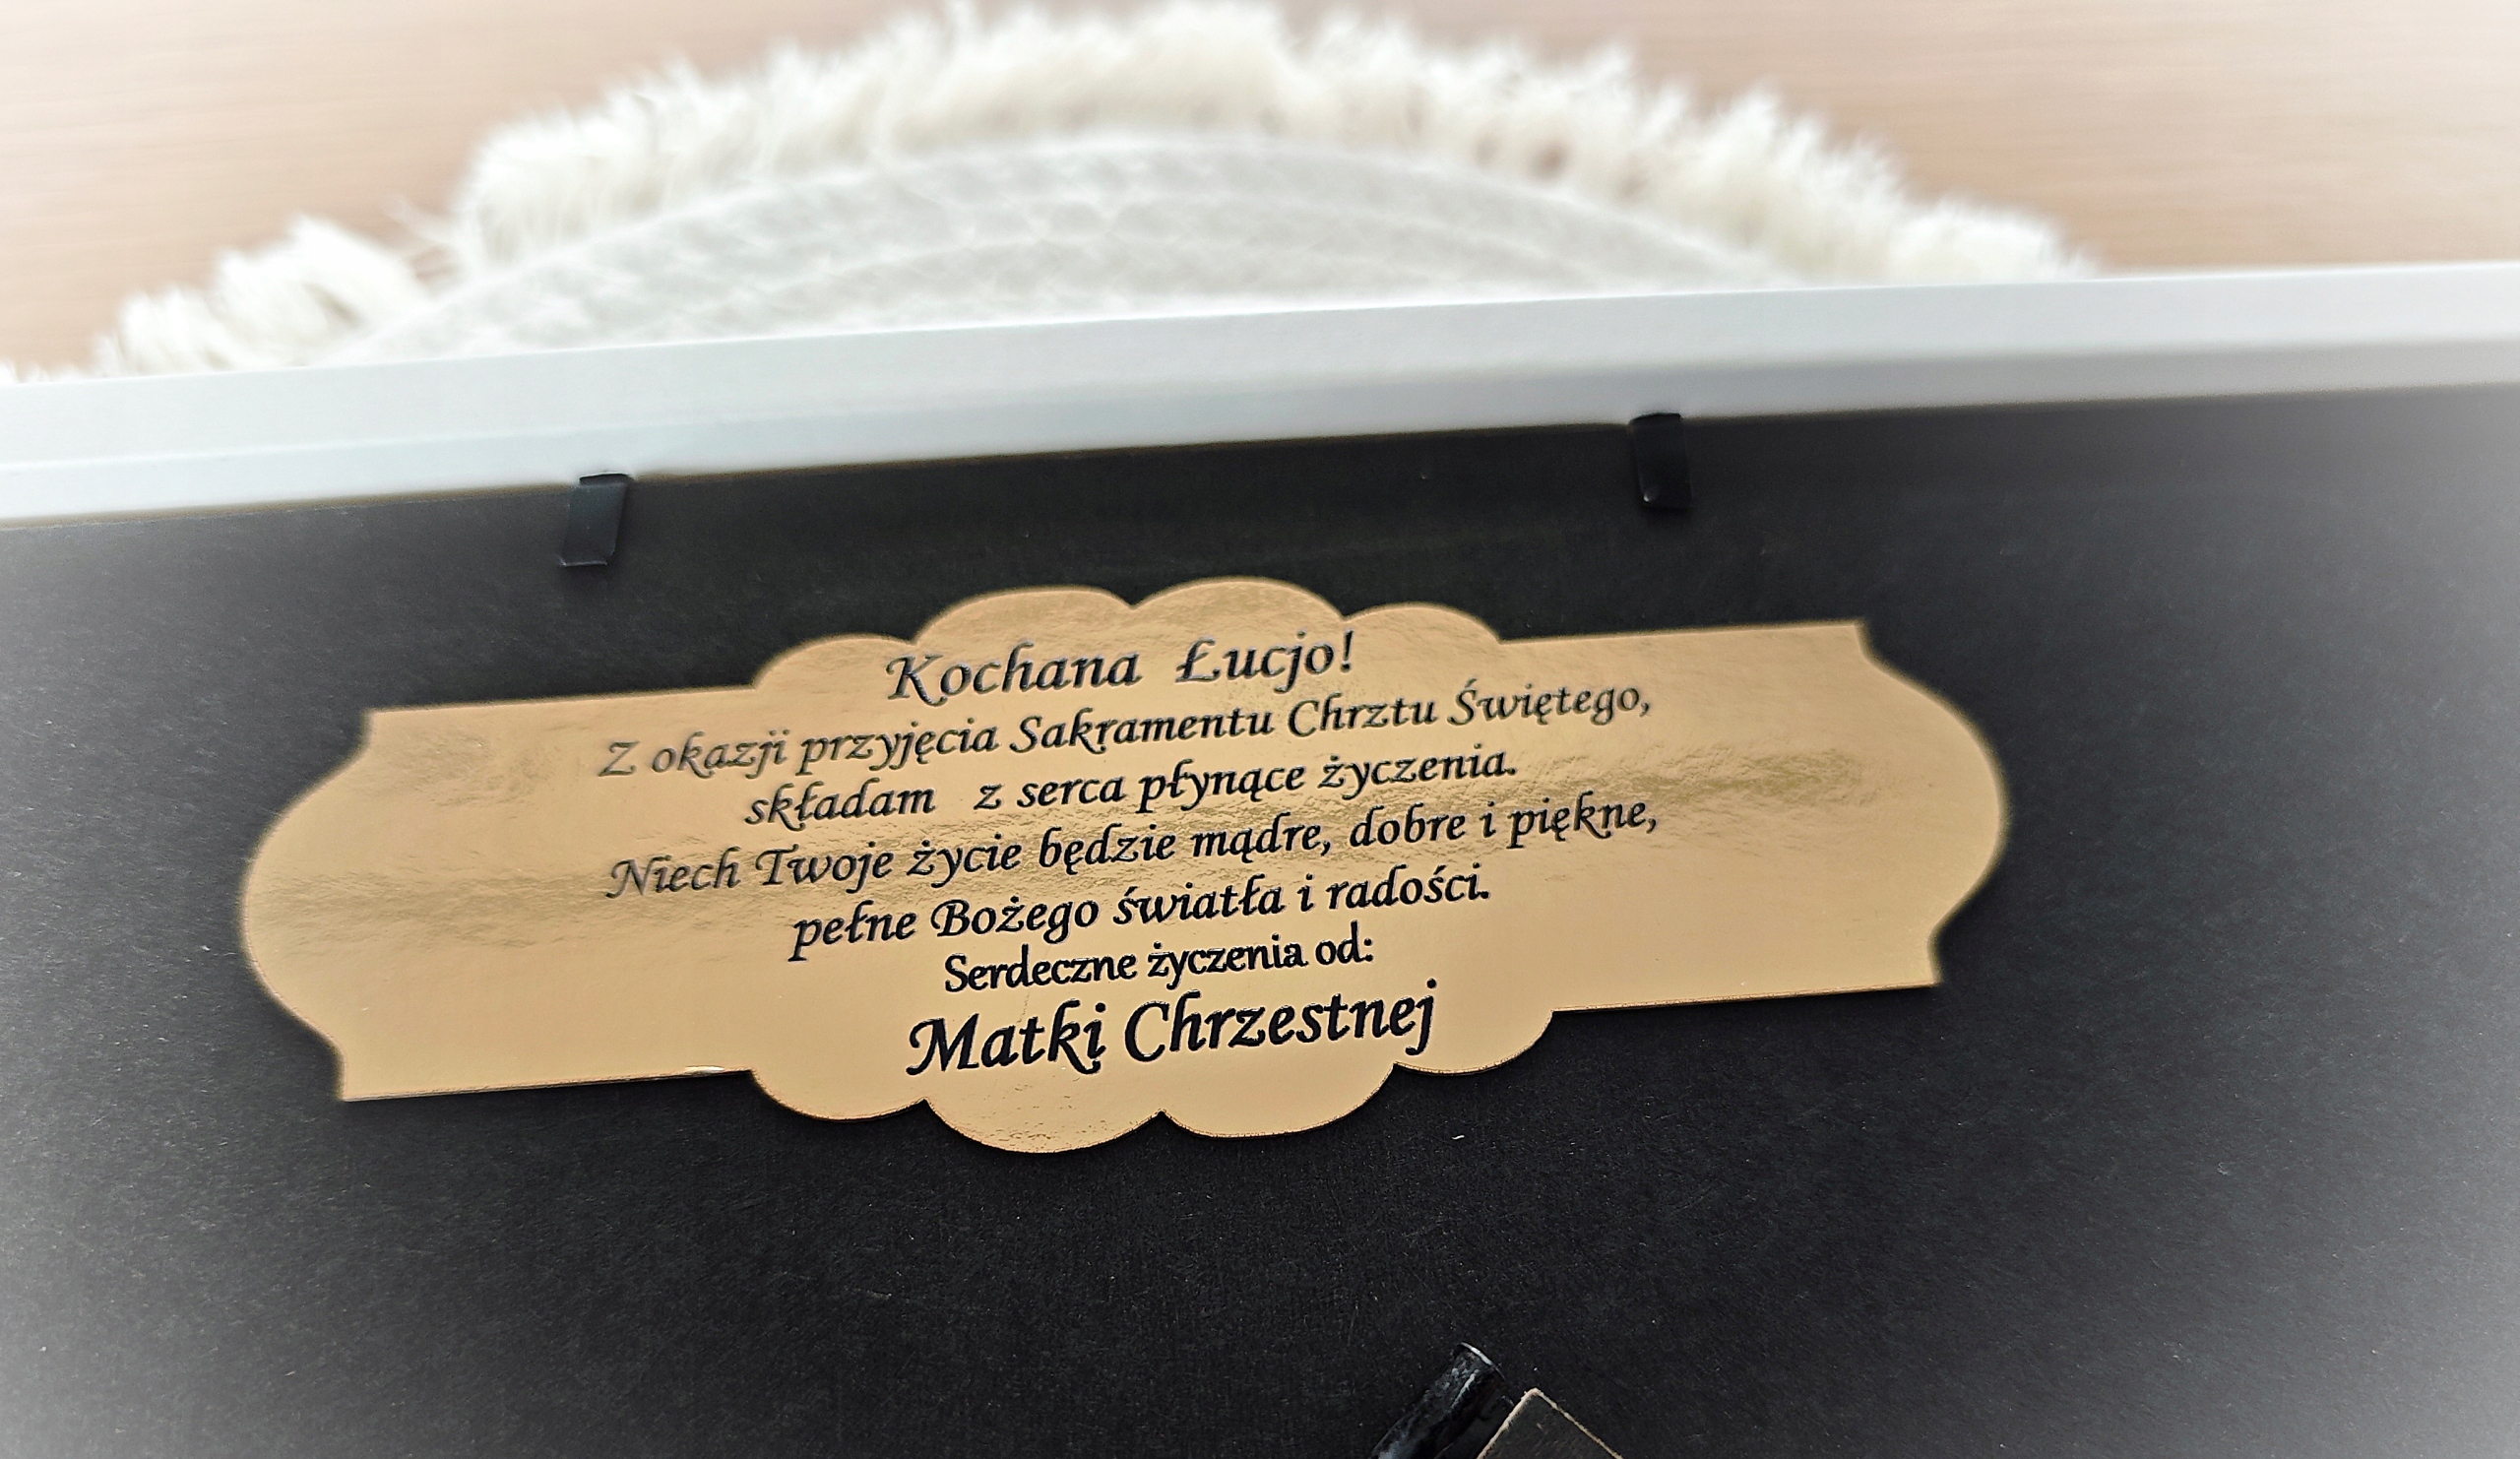 Kochana Łucjo!
Z okazji przyjęcia Sakramentu Chrztu Świętego,
składam z serca płynące życzenia.
Niech Twoje życie będzie mądre, dobre i piękne,
pełne Bożego światła i radości.
Serdeczne życzenia od:
Matki Chrzestnej